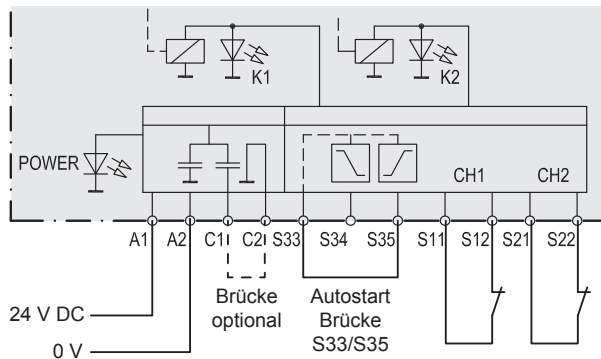 K1
K2
POWER
CH1
CH2
A1
A2
C1
C2
S33
S34
S35
S11
S12
S21
S22
24 V DC
0 V
Brücke
optional
Autostart
Brücke
S33/S35